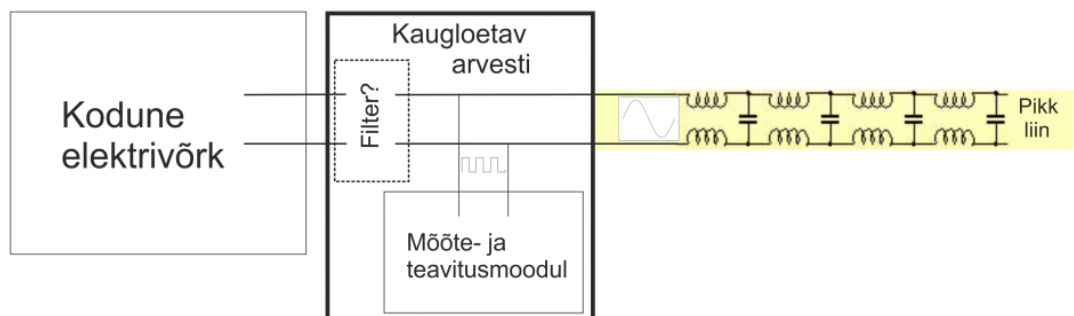 Kodune
elektrivõrk
Kaugloetav
arvesti
Filter?
Mõõte- ja
teavitusmoodul
Pikk
liin